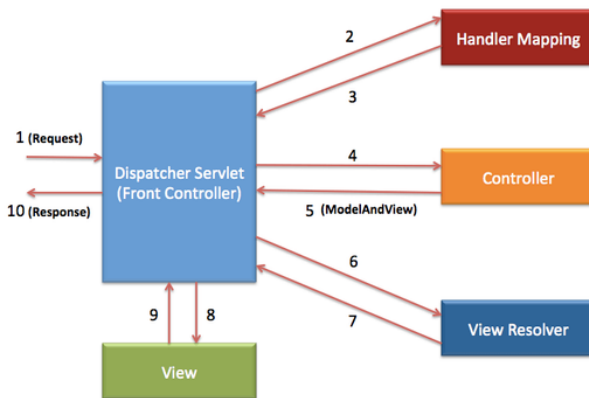 2
Handler Mapping
3
1 (Request)
Dispatcher Servlet
(Front Controller)
4
Controller
10 (Response)
5 (ModelAndView)
6
7
View Resolver
9
8
View